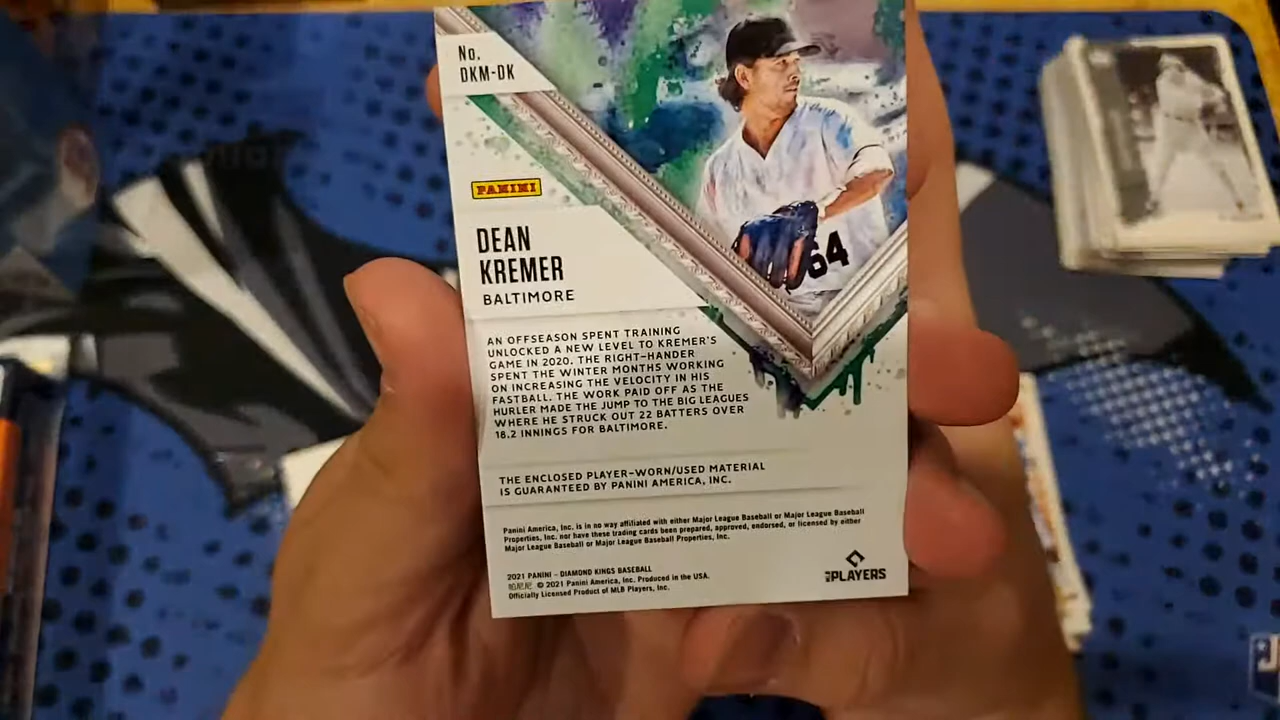 No.
DKM-DK
PANINI
DEAN
KREMER
BALTIMORE
64
AN OFFSEASON SPENT TRAINING
UNLOCKED A NEW LEVEL TO KREMER'S
GAME IN 2020. THE RIGHT-HANDER
SPENT THE WINTER MONTHS WORKING
ON INCREASING THE VELOCITY IN HIS
FASTBALL. THE WORK PAID OFF AS THE
HURLER MADE THE JUMP TO THE BIG LEAGUES
WHERE HE STRUCK OUT 22 BATTERS OVER
18.2 INNINGS FOR BALTIMORE.
THE ENCLOSED PLAYER-WORN/USED MATERIAL
IS GUARANTEED BY PANINI AMERICA, INC.
Panini America, Inc. is in no way affiliated with either Major League Baseball or Major League Baseball
Properties, Inc. nor have these trading cards been prepared, approved, endorsed, or licensed by either
Major League Baseball or Major League Baseball Properties, Inc.
2021 PANINI - DIAMOND KINGS BASEBALL
© 2021 Panini America, Inc. Produced in the USA.
Officially Licensed Product of MLB Players, Inc.
PLAYERS